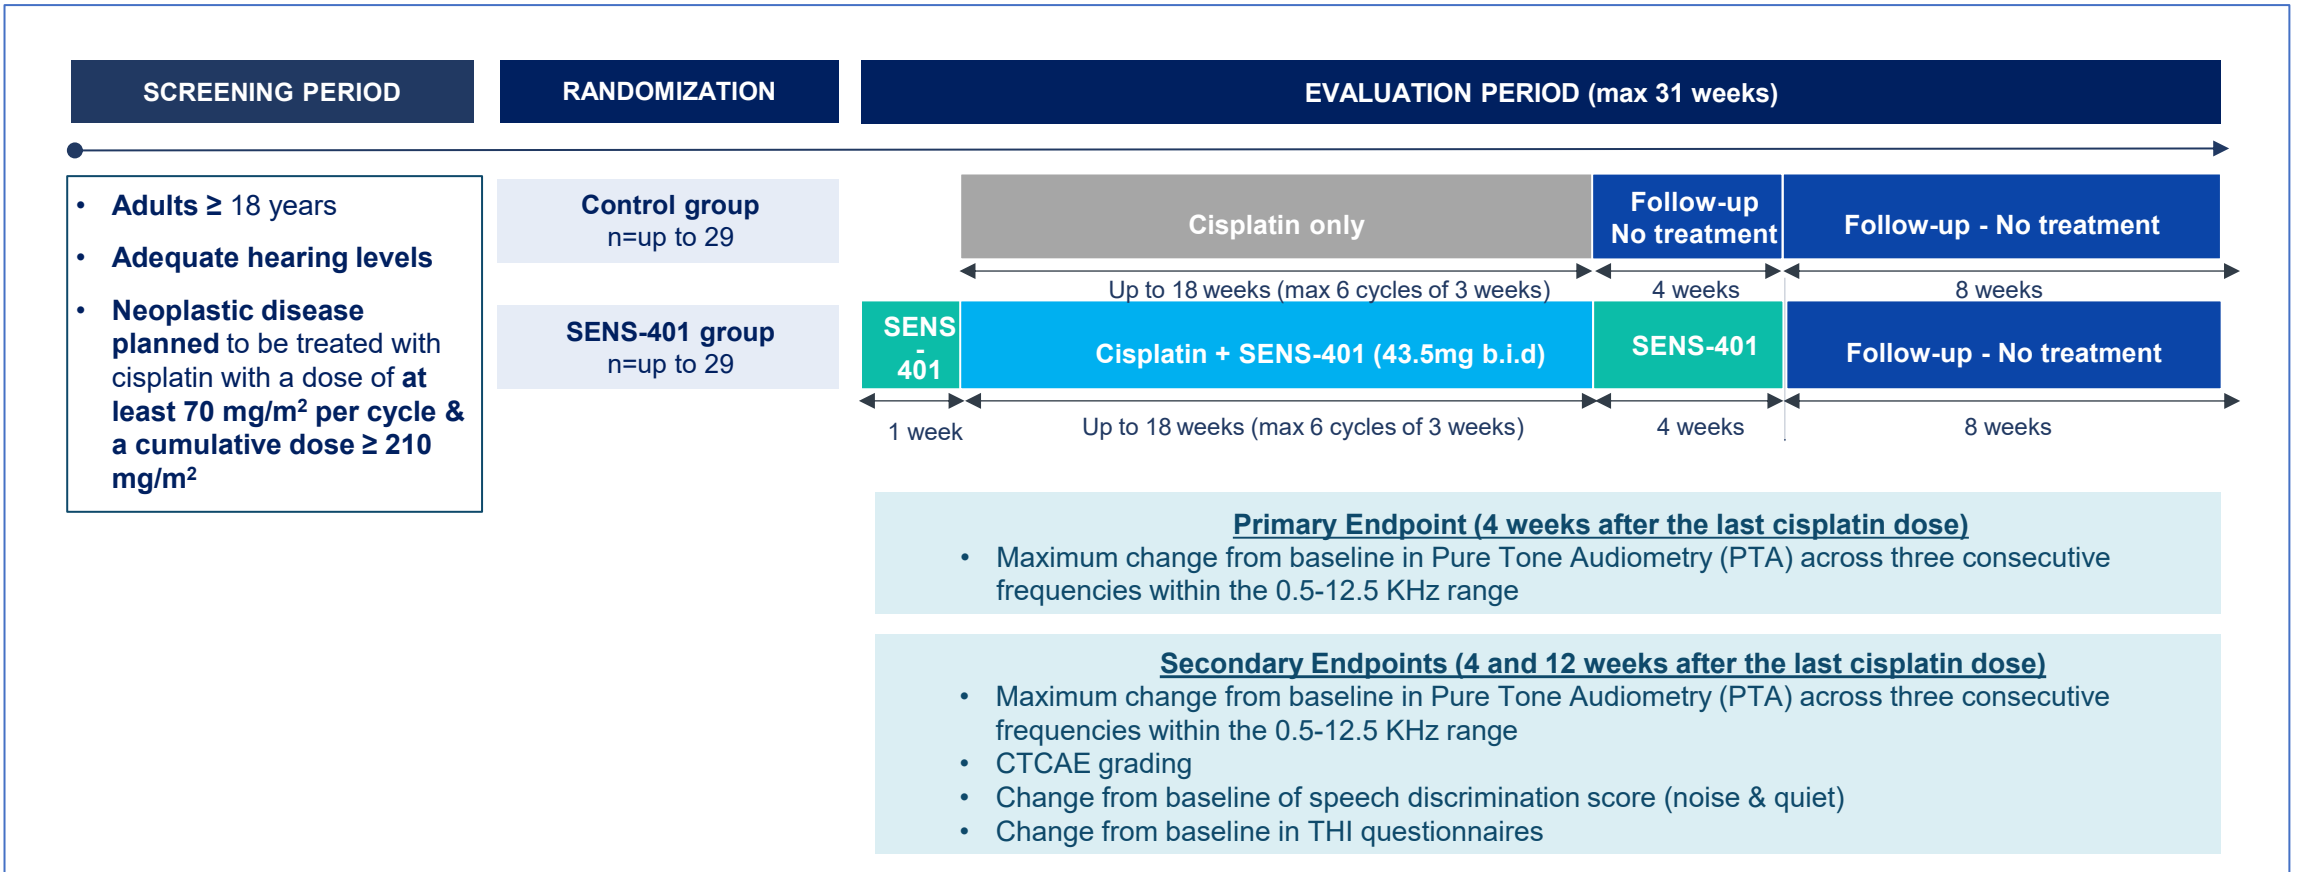 SCREENING PERIOD
RANDOMIZATION
EVALUATION PERIOD (max 31 weeks)
• Adults ≥ 18 years
• Adequate hearing levels
• Neoplastic disease
planned to be treated with
cisplatin with a dose of at
least 70 mg/m² per cycle &
a cumulative dose ≥ 210
mg/m²
Control group
n=up to 29
Cisplatin only
Follow-up
No treatment
Follow-up - No treatment
Up to 18 weeks (max 6 cycles of 3 weeks)
4 weeks
8 weeks
SENS-401 group
n=up to 29
SENS
-
401
Cisplatin + SENS-401 (43.5mg b.i.d)
SENS-401
Follow-up - No treatment
1 week
Up to 18 weeks (max 6 cycles of 3 weeks)
4 weeks
8 weeks
Primary Endpoint (4 weeks after the last cisplatin dose)
• Maximum change from baseline in Pure Tone Audiometry (PTA) across three consecutive
frequencies within the 0.5-12.5 KHz range
Secondary Endpoints (4 and 12 weeks after the last cisplatin dose)
• Maximum change from baseline in Pure Tone Audiometry (PTA) across three consecutive
frequencies within the 0.5-12.5 KHz range
• CTCAE grading
• Change from baseline of speech discrimination score (noise & quiet)
• Change from baseline in THI questionnaires